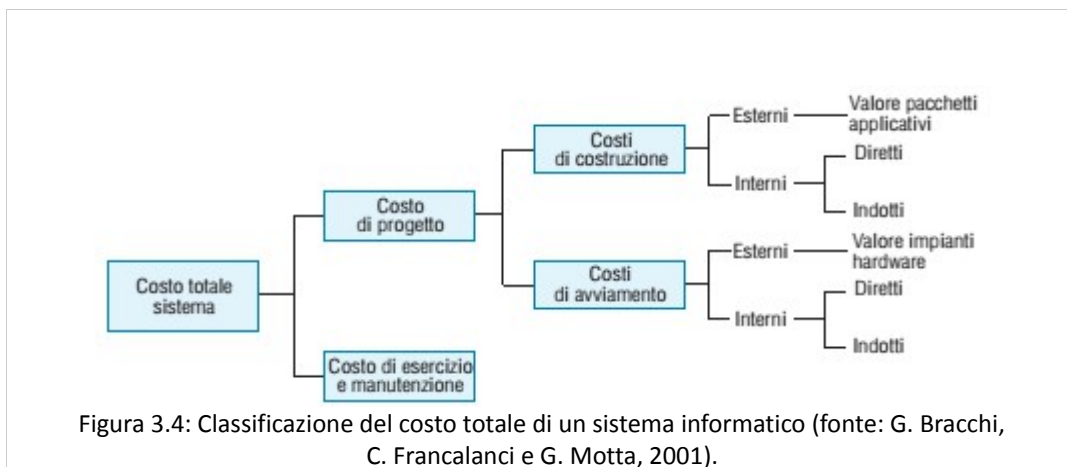 Valore pacchetti
applicativi
Esterni
Costi
di costruzione
Diretti
Interni
Costo
di progetto
Indotti
Valore impianti
hardware
Esterni
Costo totale
sistema
Costi
di avviamento
Diretti
Interni
Indotti
Costo di esercizio
e manutenzione
Figura 3.4: Classificazione del costo totale di un sistema informatico (fonte: G. Bracchi,
C. Francalanci e G. Motta, 2001).